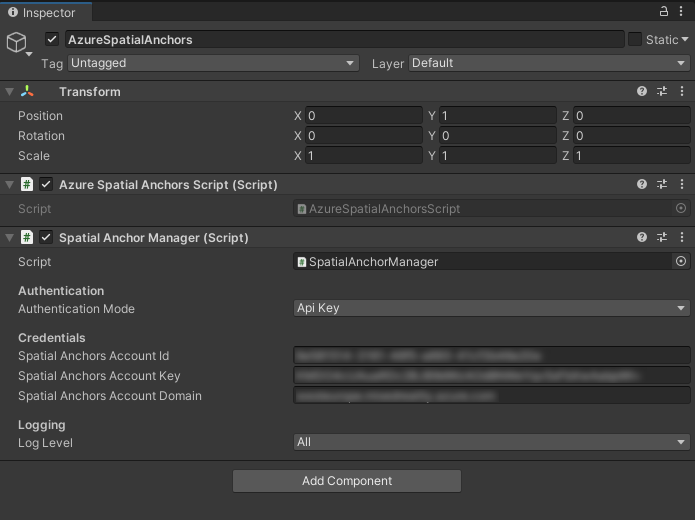 Inspector
AzureSpatialAnchors Static
Tag Untagged Layer Default
Transform
Position X 0 Y 1 Z 0
Rotation X 0 Y 0 Z 0
Scale X 1 Y 1 Z 1
# Azure Spatial Anchors Script (Script)
Script # AzureSpatialAnchorsScript
# Spatial Anchor Manager (Script)
Script # SpatialAnchorManager
Authentication
Authentication Mode Api Key
Credentials
Spatial Anchors Account Id
Spatial Anchors Account Key
Spatial Anchors Account Domain
Logging
Log Level All
Add Component